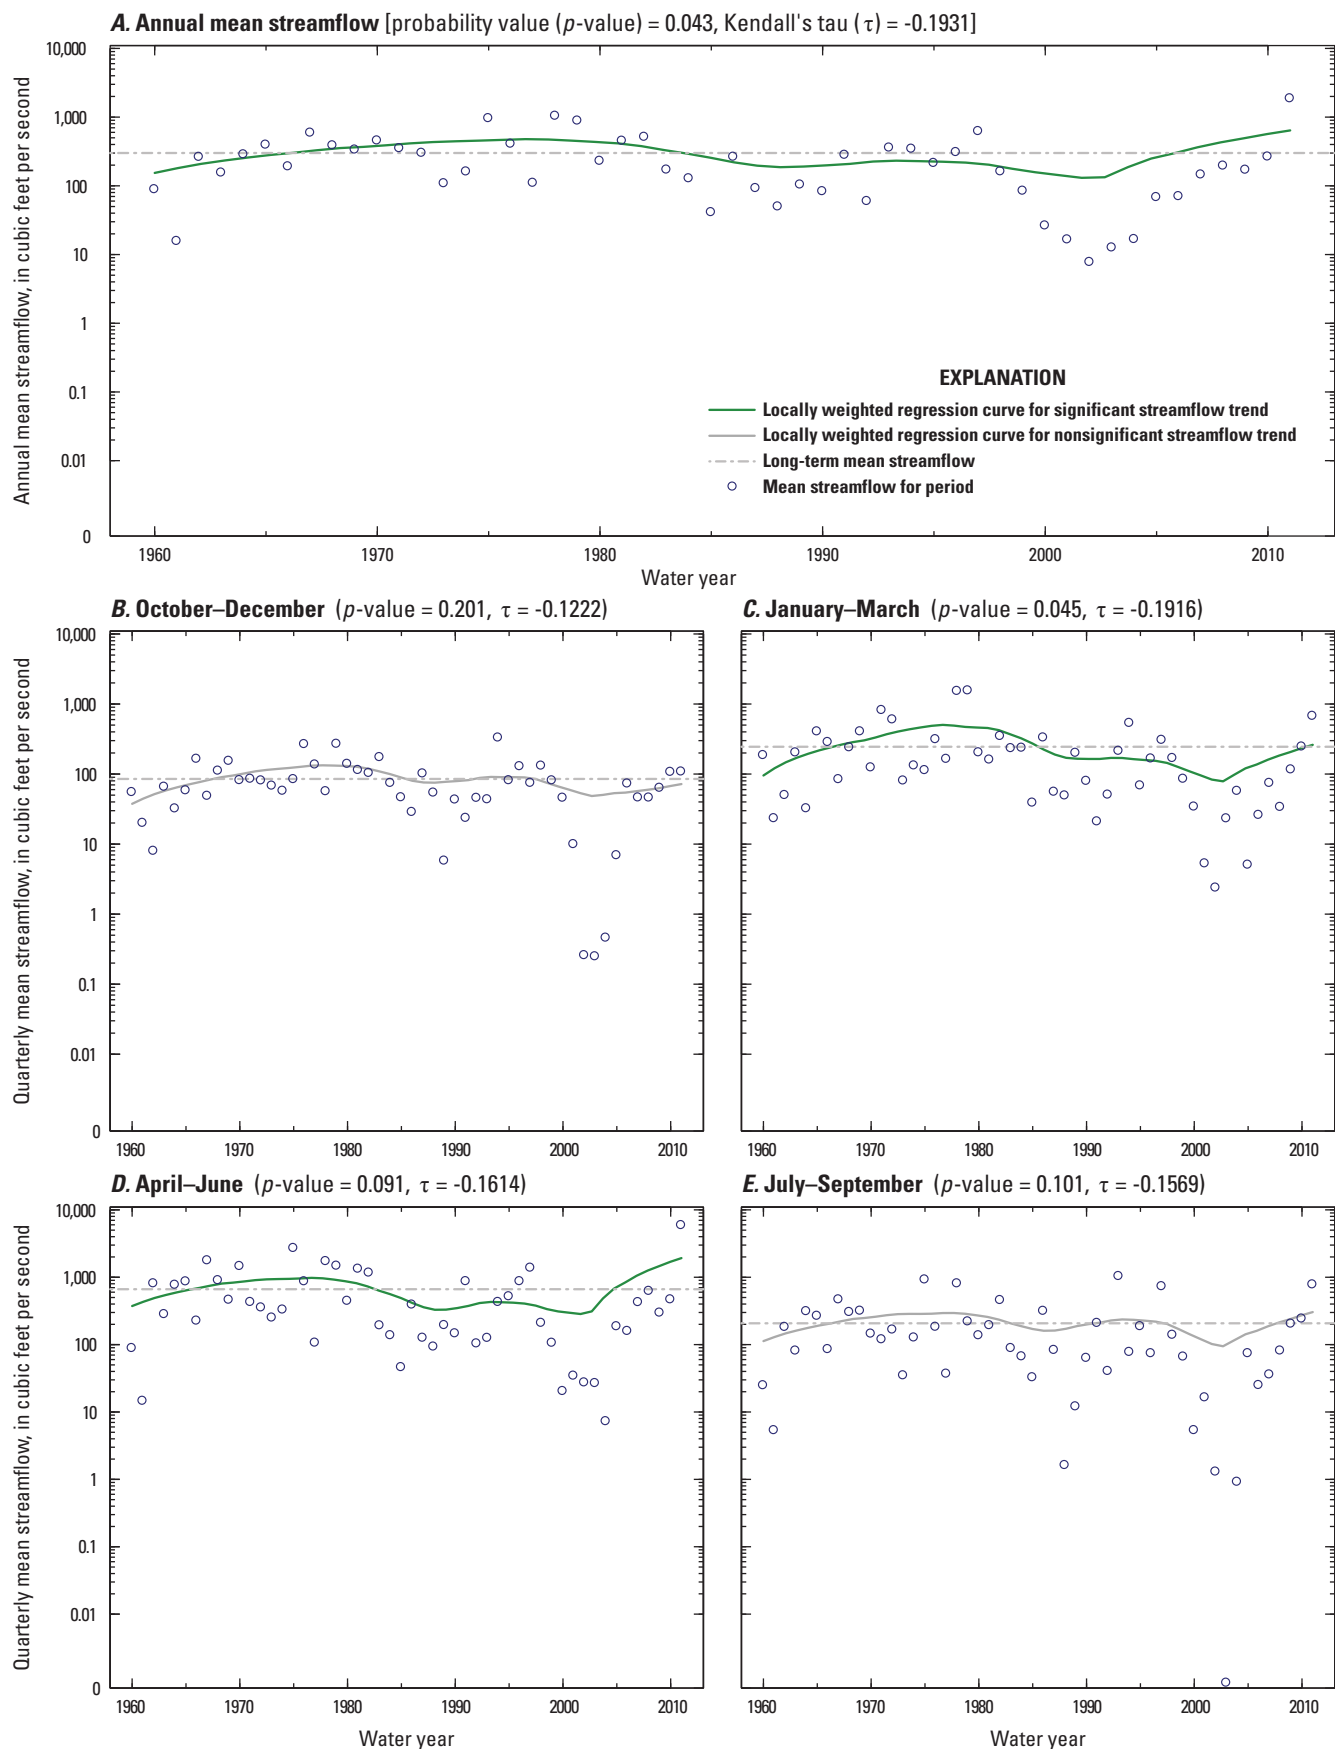 A. Annual mean streamflow [probability value (p-value) = 0.043, Kendall's tau (τ) = -0.1931]
Annual mean streamflow, in cubic feet per second
10,000
1,000
100
10
1
0.1
0.01
0
EXPLANATION
Locally weighted regression curve for significant streamflow trend
Locally weighted regression curve for nonsignificant streamflow trend
Long-term mean streamflow
Mean streamflow for period
1960 1970 1980 1990 2000 2010
Water year
B. October–December (p-value = 0.201, τ = -0.1222)
Quarterly mean streamflow, in cubic feet per second
10,000
1,000
100
10
1
0.1
0.01
0
1960 1970 1980 1990 2000 2010
C. January–March (p-value = 0.045, τ = -0.1916)
1960 1970 1980 1990 2000 2010
D. April–June (p-value = 0.091, τ = -0.1614)
Quarterly mean streamflow, in cubic feet per second
10,000
1,000
100
10
1
0.1
0.01
0
1960 1970 1980 1990 2000 2010
Water year
E. July–September (p-value = 0.101, τ = -0.1569)
1960 1970 1980 1990 2000 2010
Water year